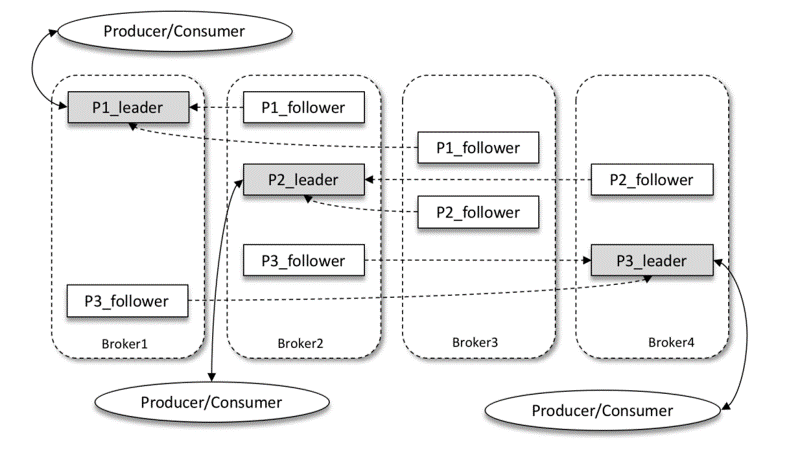 Producer/Consumer
P1_leader
P1_follower
P1_follower
P2_leader
P2_follower
P2_follower
P3_follower
P3_leader
P3_follower
Broker1
Broker2
Broker3
Broker4
Producer/Consumer
Producer/Consumer